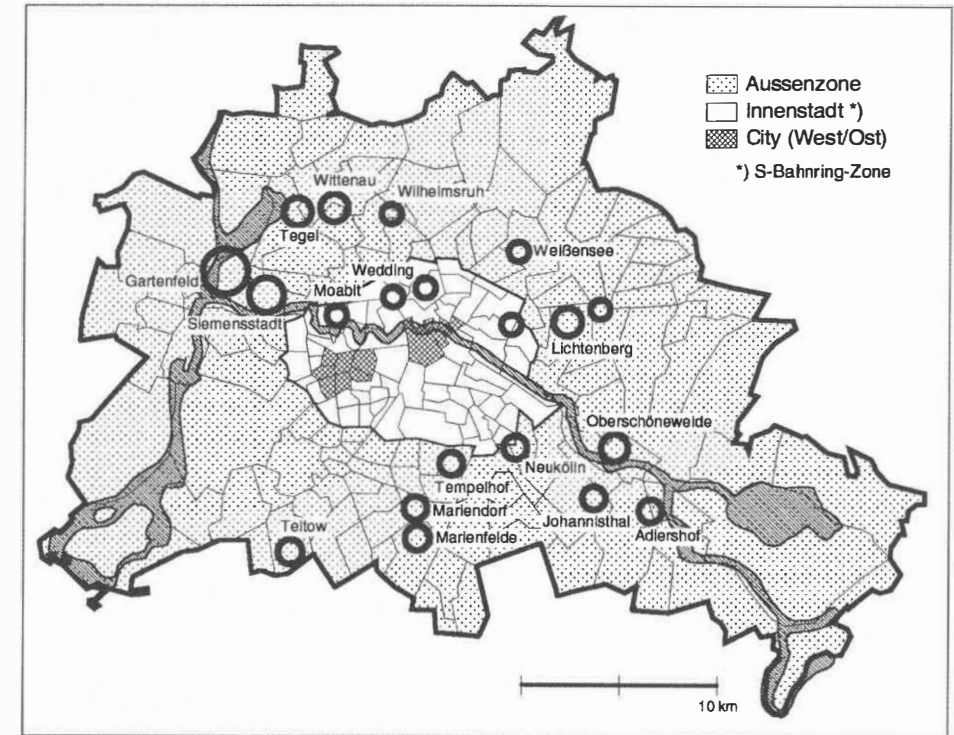 Aussenzone
Innenstadt *)
City (West/Ost)
*) S-Bahnring-Zone
Wittenau
Wilhelmsruh
Tegel
Weißensee
Gartenfeld
Wedding
Moabit
Siemensstadt
Lichtenberg
Oberschöneweide
Neukölln
Tempelhof
Mariendorf
Johannisthal
Teltow
Marienfelde
Adlershof
10 km